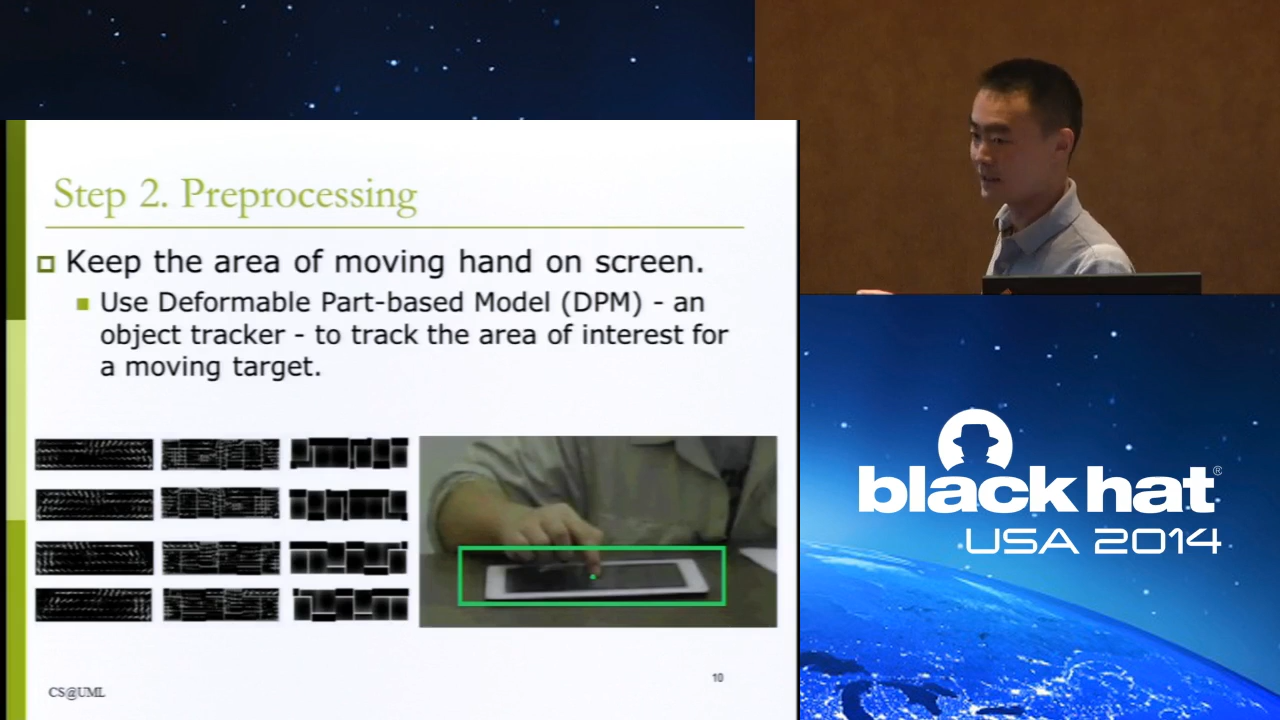 Step 2. Preprocessing
Keep the area of moving hand on screen.
Use Deformable Part-based Model (DPM) - an
object tracker - to track the area of interest for
a moving target.
CS@UML
10
black hat®
USA 2014